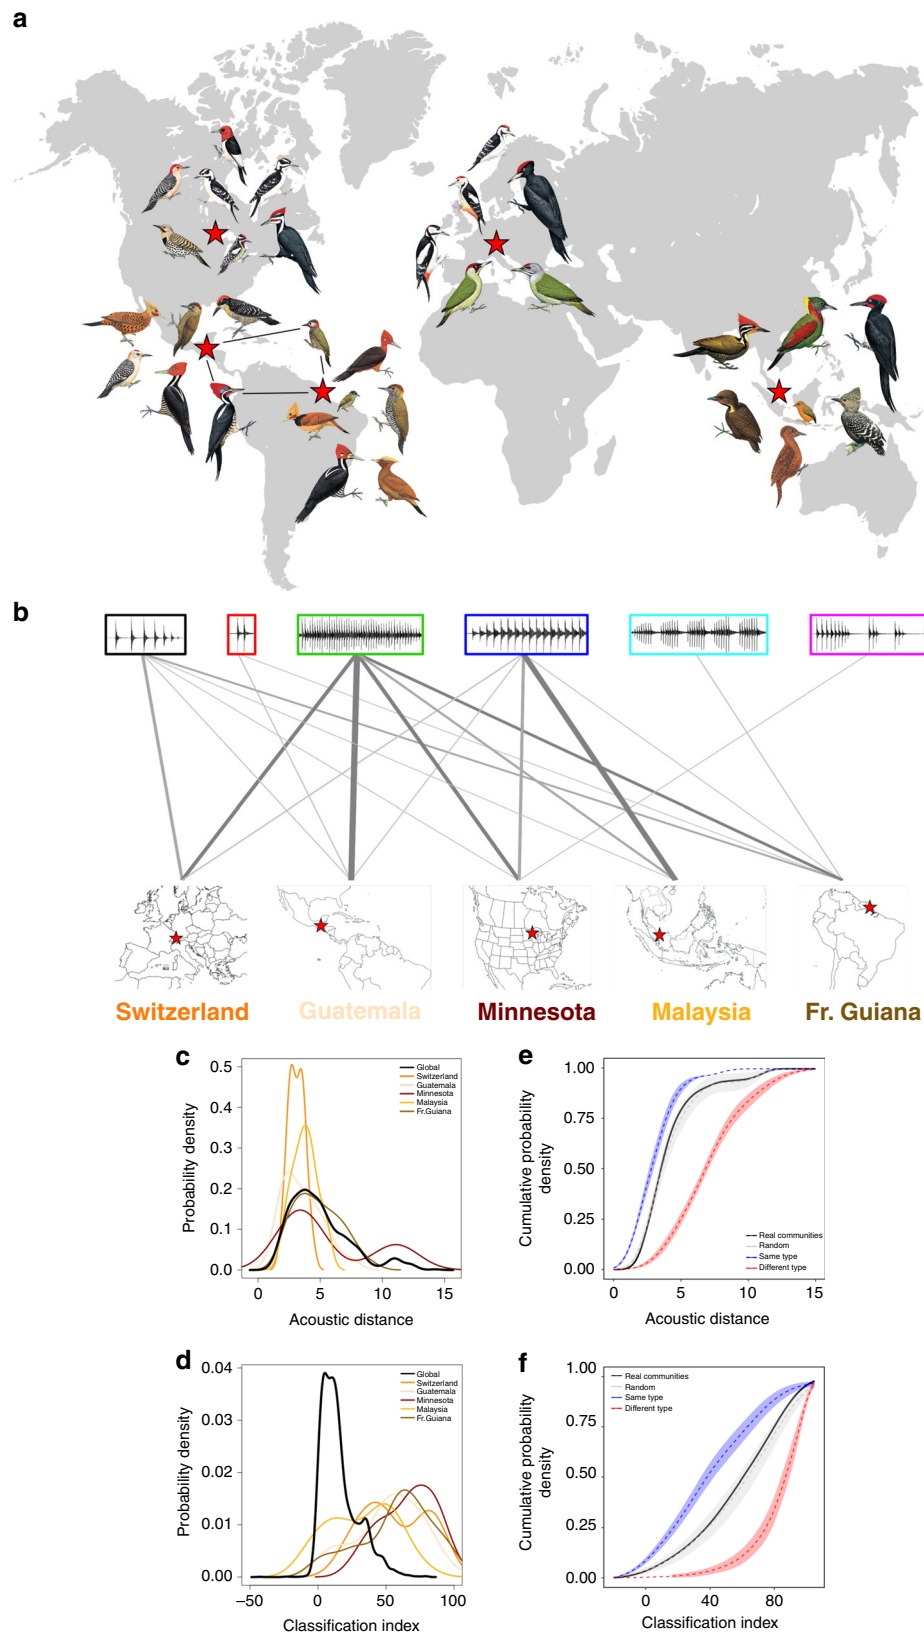 a
b
Switzerland
Guatemala
Minnesota
Malaysia
Fr. Guiana
c
Probability density
0.5
0.4
0.3
0.2
0.1
0.0
Global
Switzerland
Guatemala
Minnesota
Malaysia
Fr.Guiana
0
5
10
15
Acoustic distance
e
Cumulative probability
density
1.00
0.75
0.50
0.25
0.00
Real communities
Random
Same type
Different type
0
5
10
15
Acoustic distance
d
Probability density
0.04
0.03
0.02
0.01
0.00
Global
Switzerland
Guatemala
Minnesota
Malaysia
Fr.Guiana
−50
0
50
100
Classification index
f
Cumulative probability
density
1.00
0.75
0.50
0.25
0.00
Real communities
Random
Same type
Different type
0
40
80
Classification index